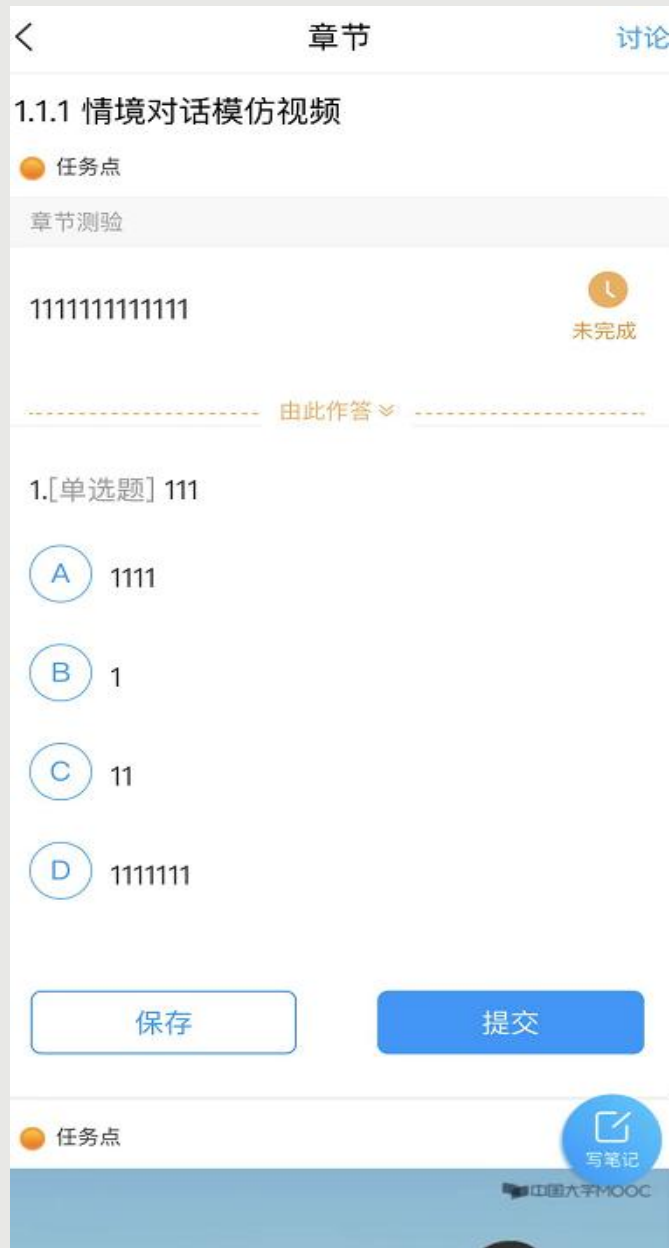 章节
讨论
1.1.1 情境对话模仿视频
任务点
章节测验
1111111111111
未完成
由此作答
1.[单选题] 111
A 1111
B 1
C 11
D 1111111
保存
提交
任务点
写笔记
中国大学MOOC